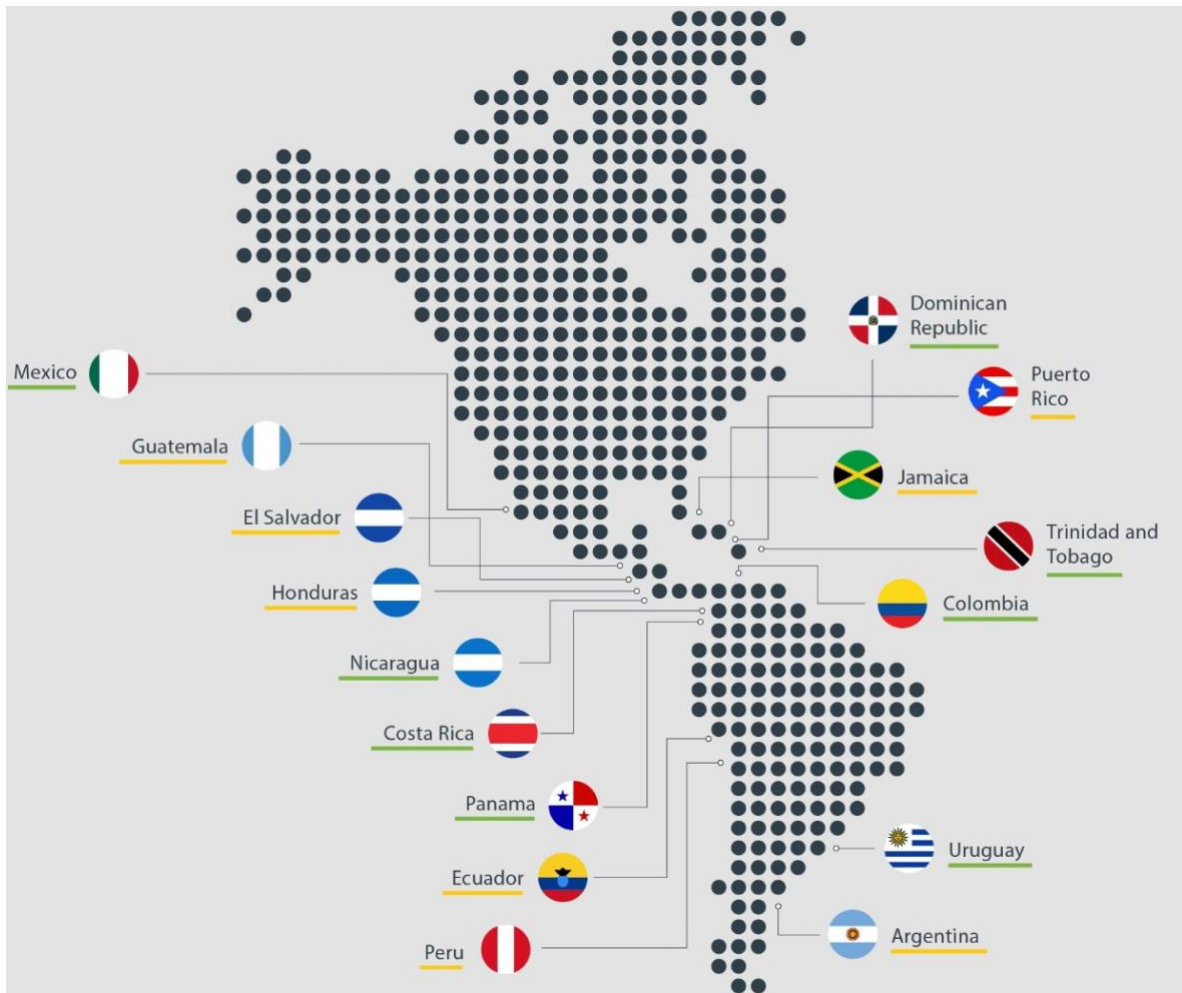 Dominican
Republic
Mexico
Puerto
Rico
Guatemala
Jamaica
El Salvador
Trinidad and
Tobago
Honduras
Colombia
Nicaragua
Costa Rica
Panama
Uruguay
Ecuador
Argentina
Peru